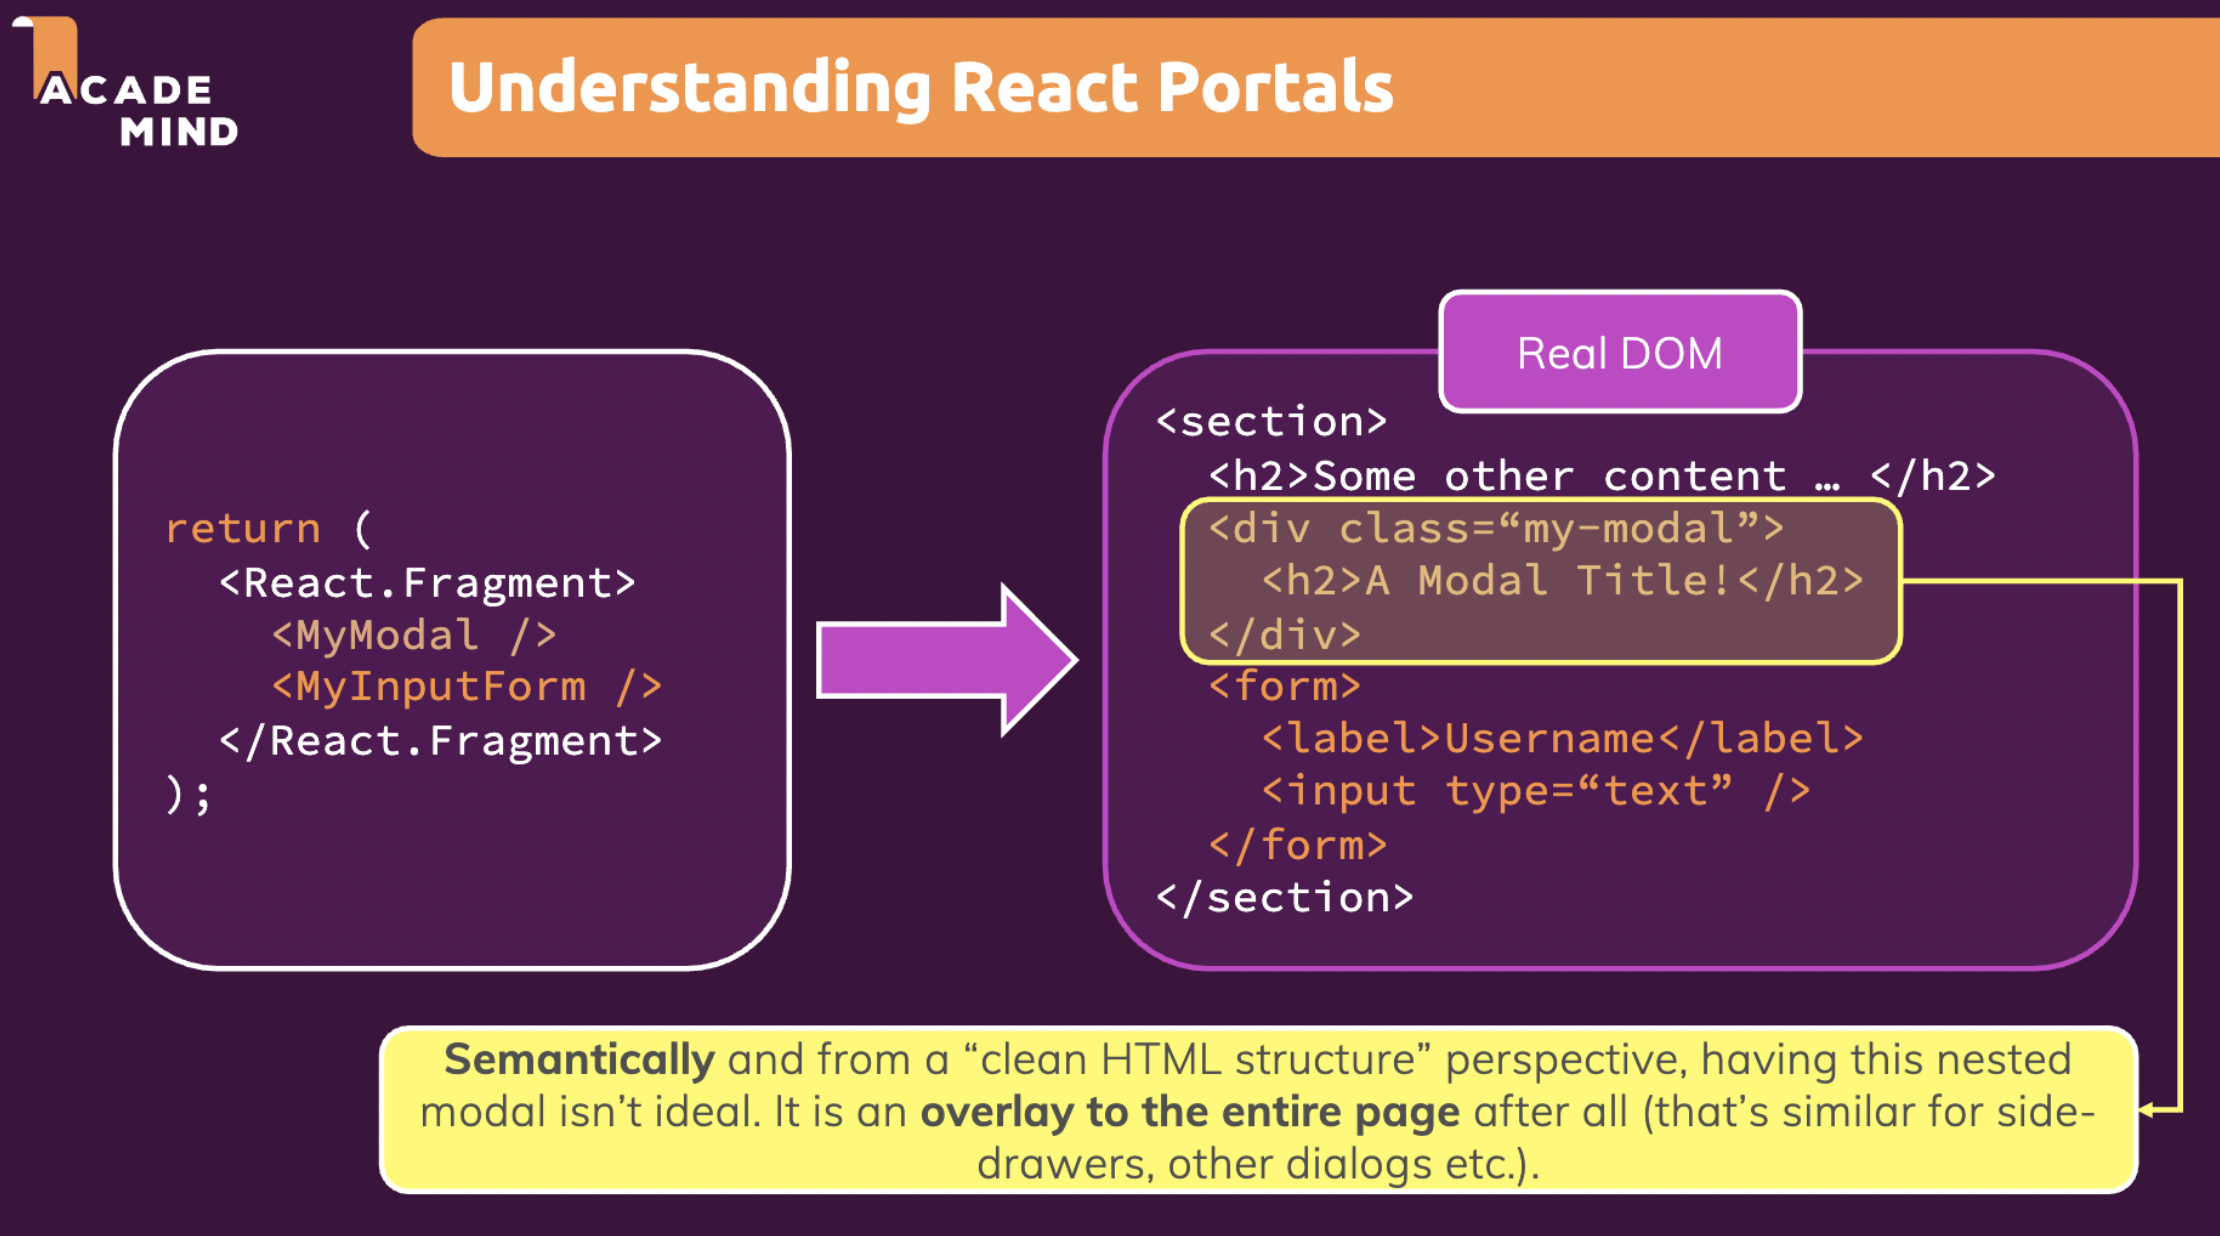 ACADE
MIND
Understanding React Portals
return (
<React.Fragment>
<MyModal />
<MyInputForm />
</React.Fragment>
);
Real DOM
<section>
<h2>Some other content … </h2>
<div class=“my-modal”>
<h2>A Modal Title!</h2>
</div>
<form>
<label>Username</label>
<input type=“text” />
</form>
</section>
Semantically and from a “clean HTML structure” perspective, having this nested
modal isn’t ideal. It is an overlay to the entire page after all (that’s similar for side-
drawers, other dialogs etc.).